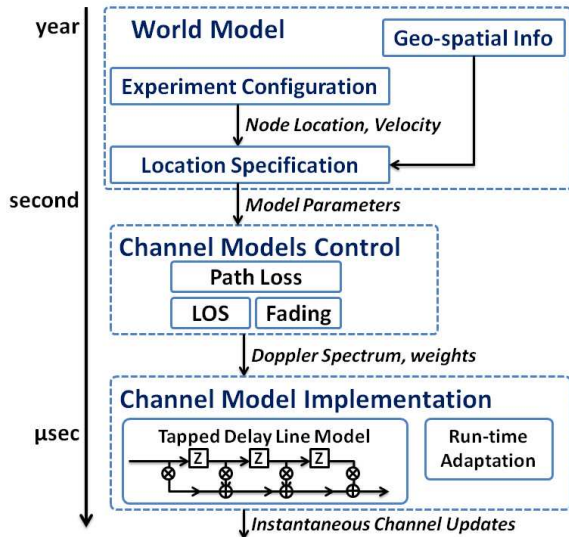 year
World Model
Geo-spatial Info
Experiment Configuration
Node Location, Velocity
Location Specification
second
Model Parameters
Channel Models Control
Path Loss
LOS
Fading
Doppler Spectrum, weights
Channel Model Implementation
µsec
Tapped Delay Line Model
Z Z Z
Run-time
Adaptation
Instantaneous Channel Updates